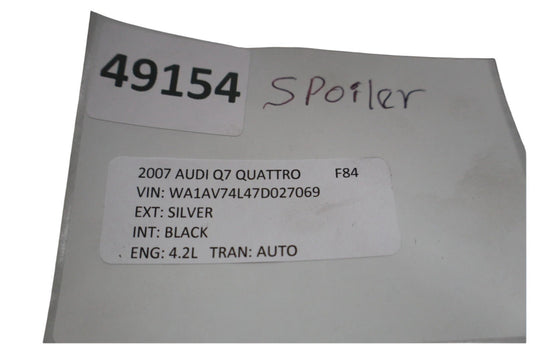 49154 SPoiler
2007 AUDI Q7 QUATTRO F84
VIN: WA1AV74L47D027069
EXT: SILVER
INT: BLACK
ENG: 4.2L TRAN: AUTO